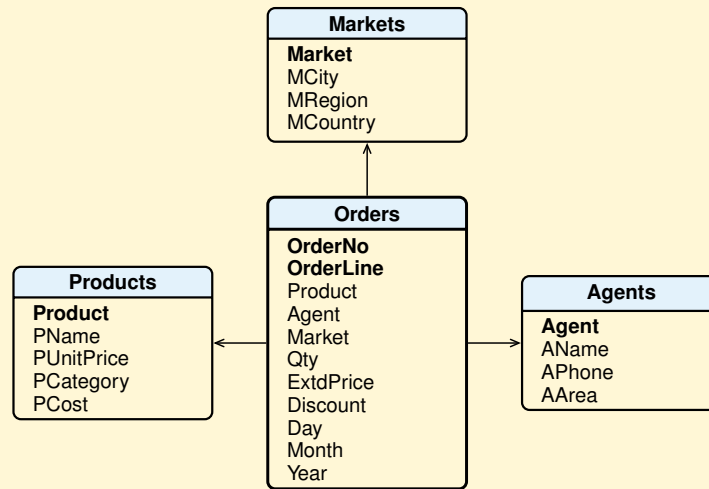 Markets
Market
MCity
MRegion
MCountry
Orders
OrderNo
OrderLine
Product
Agent
Market
Qty
ExtdPrice
Discount
Day
Month
Year
Products
Product
PName
PUnitPrice
PCategory
PCost
Agents
Agent
AName
APhone
AArea